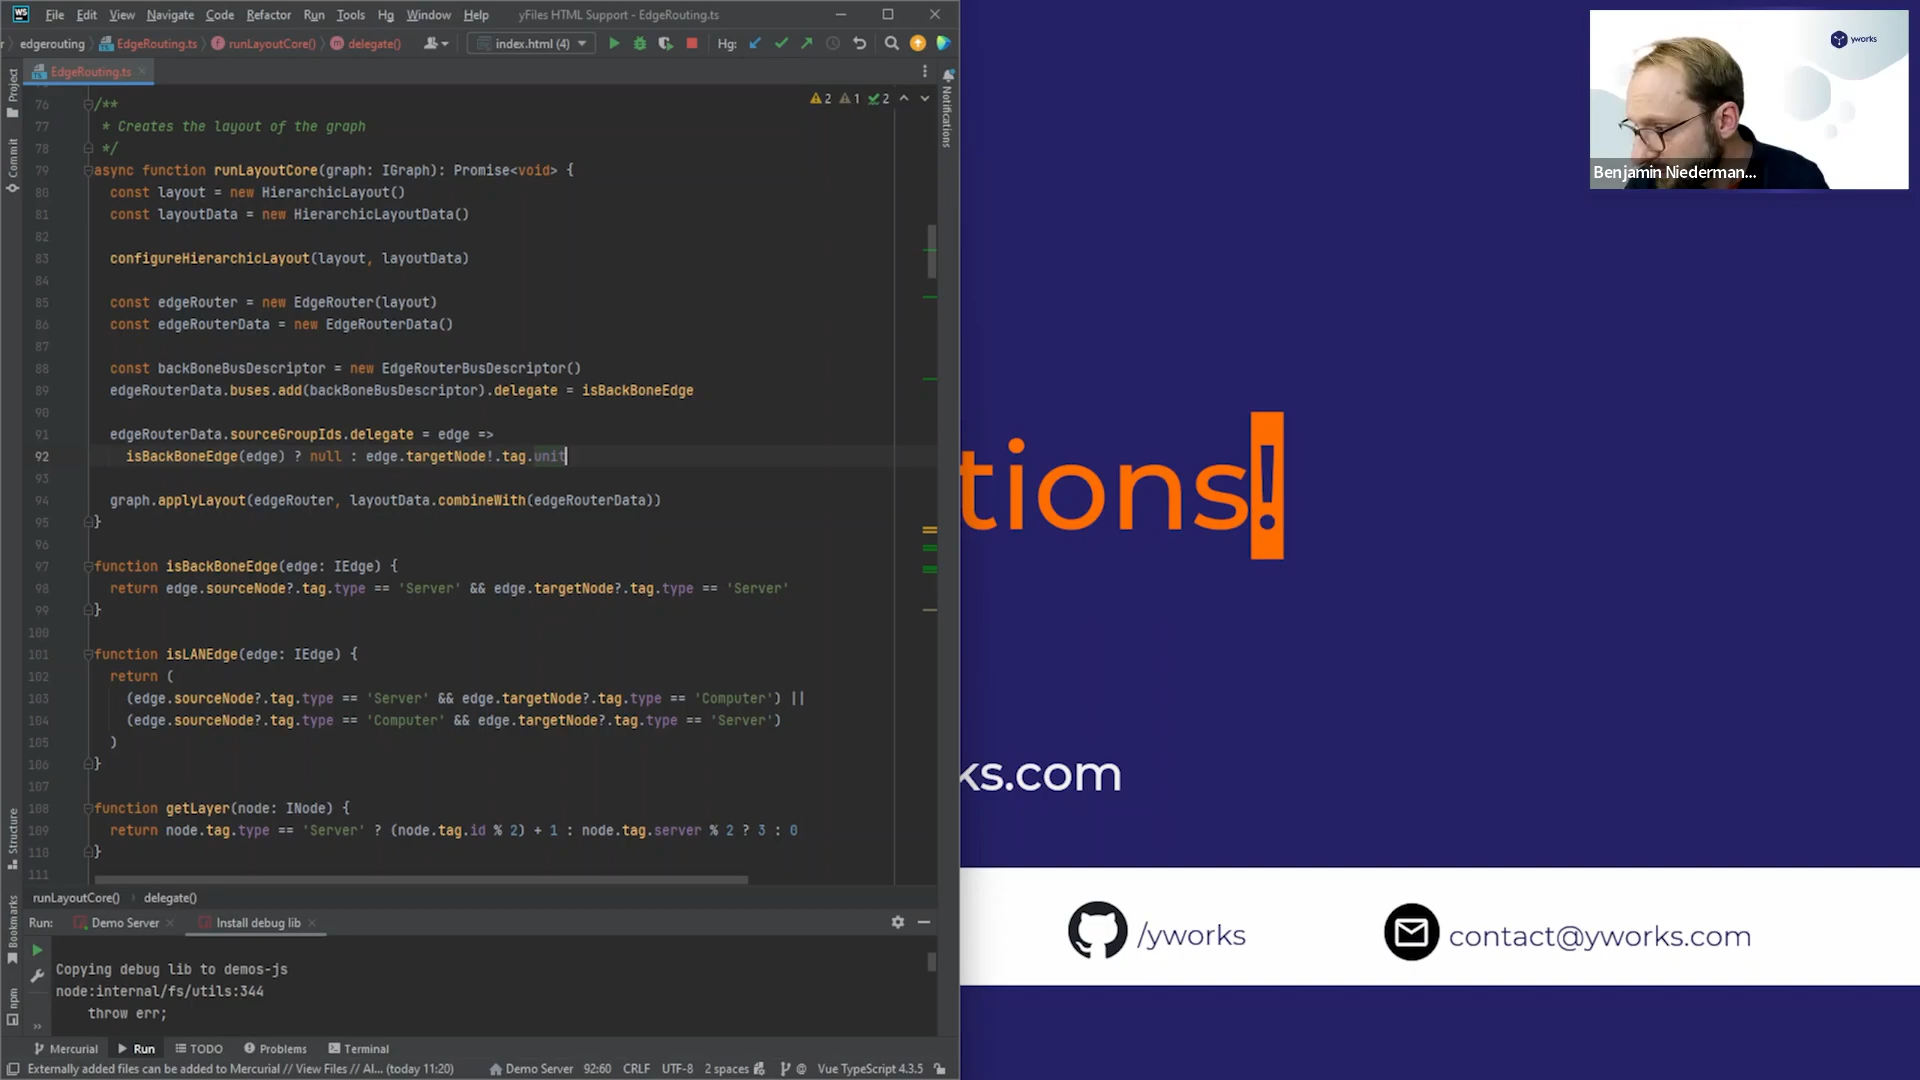 WS File Edit View Navigate Code Refactor Run Tools Hg Window Help yFiles HTML Support - EdgeRouting.ts
edgerouting EdgeRouting.ts runLayoutCore() delegate() index.html (4) Hg:
EdgeRouting.ts
Project
Commit
Structure
Bookmarks
npm
Notifications
2 1 2
76 /**
77 * Creates the layout of the graph
78 */
79 async function runLayoutCore(graph: IGraph): Promise<void> {
80 const layout = new HierarchicLayout()
81 const layoutData = new HierarchicLayoutData()
82
83 configureHierarchicLayout(layout, layoutData)
84
85 const edgeRouter = new EdgeRouter(layout)
86 const edgeRouterData = new EdgeRouterData()
87
88 const backBoneBusDescriptor = new EdgeRouterBusDescriptor()
89 edgeRouterData.buses.add(backBoneBusDescriptor).delegate = isBackBoneEdge
90
91 edgeRouterData.sourceGroupIds.delegate = edge =>
92 isBackBoneEdge(edge) ? null : edge.targetNode!.tag.unit
93
94 graph.applyLayout(edgeRouter, layoutData.combineWith(edgeRouterData))
95 }
96
97 function isBackBoneEdge(edge: IEdge) {
98 return edge.sourceNode?.tag.type == 'Server' && edge.targetNode?.tag.type == 'Server'
99 }
100
101 function isLANEdge(edge: IEdge) {
102 return (
103 (edge.sourceNode?.tag.type == 'Server' && edge.targetNode?.tag.type == 'Computer') ||
104 (edge.sourceNode?.tag.type == 'Computer' && edge.targetNode?.tag.type == 'Server')
105 )
106 }
107
108 function getLayer(node: INode) {
109 return node.tag.type == 'Server' ? (node.tag.id % 2) + 1 : node.tag.server % 2 ? 3 : 0
110 }
111
runLayoutCore() delegate()
Run: Demo Server Install debug lib
Copying debug lib to demos-js
node:internal/fs/utils:344
throw err;
Mercurial Run TODO Problems Terminal
Externally added files can be added to Mercurial // View Files // Al... (today 11:20) Demo Server 92:60 CRLF UTF-8 2 spaces Vue TypeScript 4.3.5
yworks
Benjamin Niederman...
tions!
ks.com
/yworks
contact@yworks.com